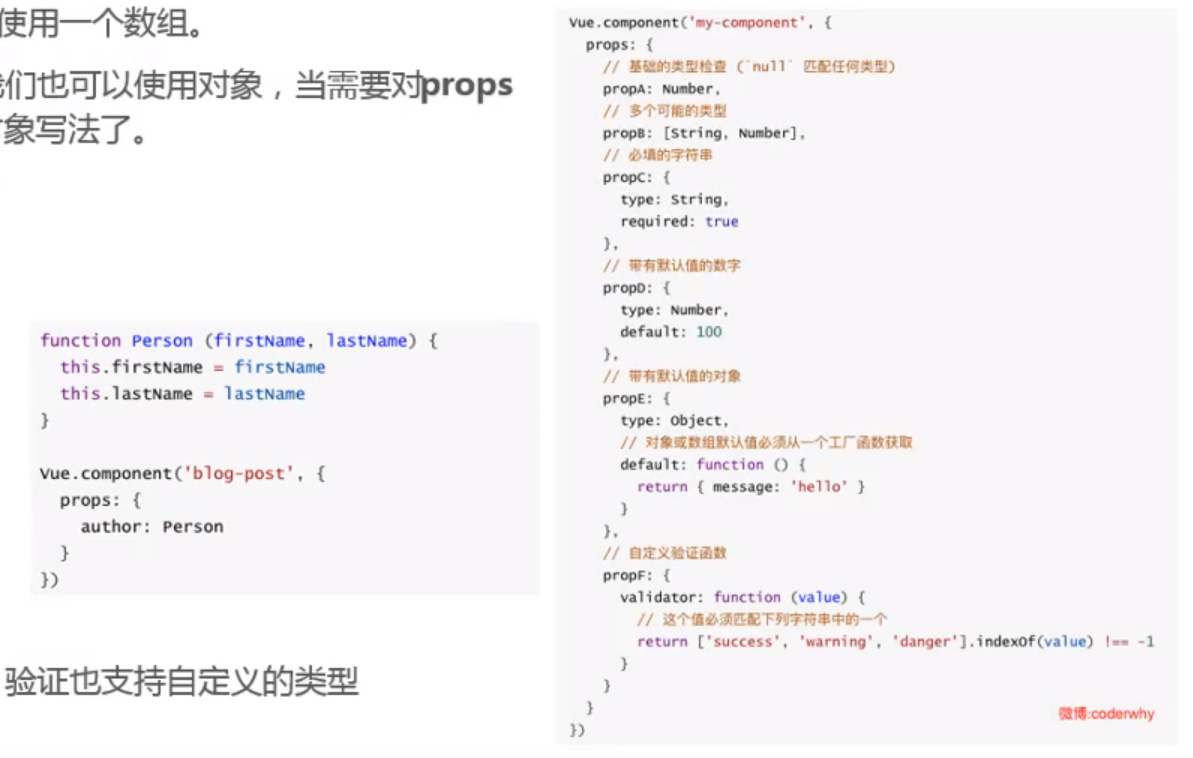 使用一个数组。
们也可以使用对象，当需要对props
象写法了。
function Person (firstName, lastName) {
  this.firstName = firstName
  this.lastName = lastName
}
Vue.component('blog-post', {
  props: {
    author: Person
  }
})
验证也支持自定义的类型
Vue.component('my-component', {
  props: {
    // 基础的类型检查 (`null` 匹配任何类型)
    propA: Number,
    // 多个可能的类型
    propB: [String, Number],
    // 必填的字符串
    propC: {
      type: String,
      required: true
    },
    // 带有默认值的数字
    propD: {
      type: Number,
      default: 100
    },
    // 带有默认值的对象
    propE: {
      type: Object,
      // 对象或数组默认值必须从一个工厂函数获取
      default: function () {
        return { message: 'hello' }
      }
    },
    // 自定义验证函数
    propF: {
      validator: function (value) {
        // 这个值必须匹配下列字符串中的一个
        return ['success', 'warning', 'danger'].indexOf(value) !== -1
      }
    }
  }
})
微博:coderwhy